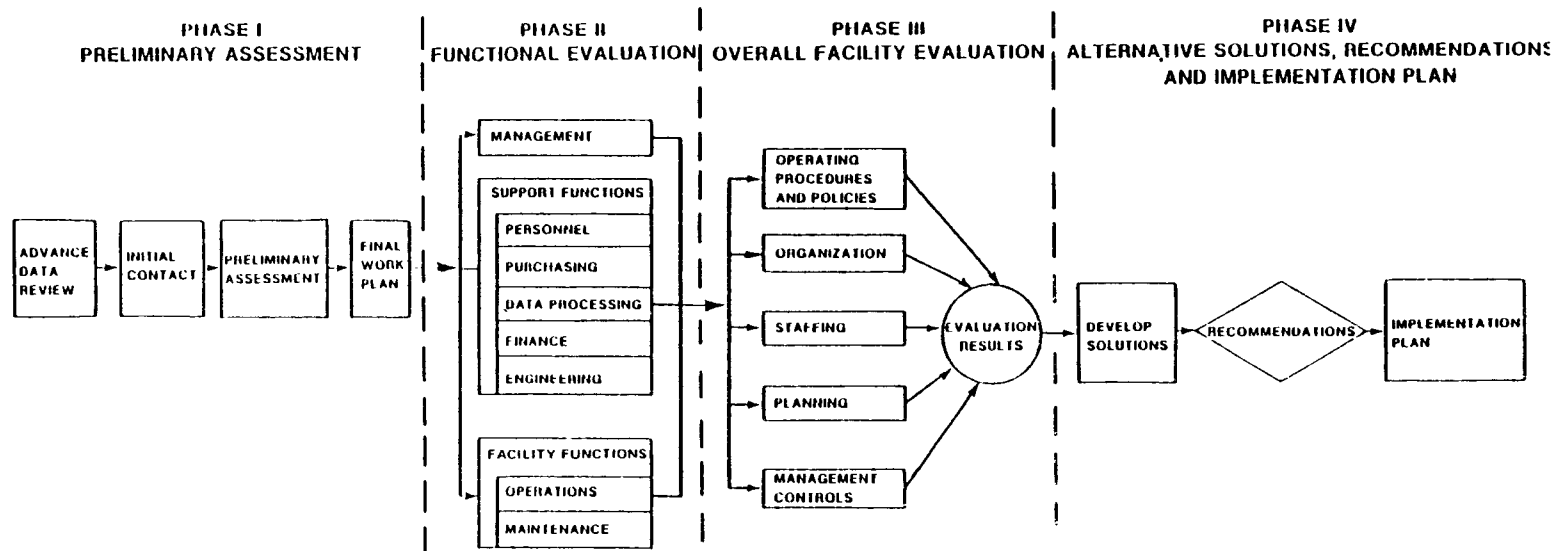 PHASE I
PRELIMINARY ASSESSMENT
PHASE II
FUNCTIONAL EVALUATION
PHASE III
OVERALL FACILITY EVALUATION
PHASE IV
ALTERNATIVE SOLUTIONS, RECOMMENDATIONS
AND IMPLEMENTATION PLAN
ADVANCE
DATA
REVIEW
INITIAL
CONTACT
PRELIMINARY
ASSESSMENT
FINAL
WORK
PLAN
MANAGEMENT
SUPPORT FUNCTIONS
PERSONNEL
PURCHASING
DATA PROCESSING
FINANCE
ENGINEERING
FACILITY FUNCTIONS
OPERATIONS
MAINTENANCE
OPERATING
PROCEDURES
AND POLICIES
ORGANIZATION
STAFFING
PLANNING
MANAGEMENT
CONTROLS
EVALUATION
RESULTS
DEVELOP
SOLUTIONS
RECOMMENDATIONS
IMPLEMENTATION
PLAN